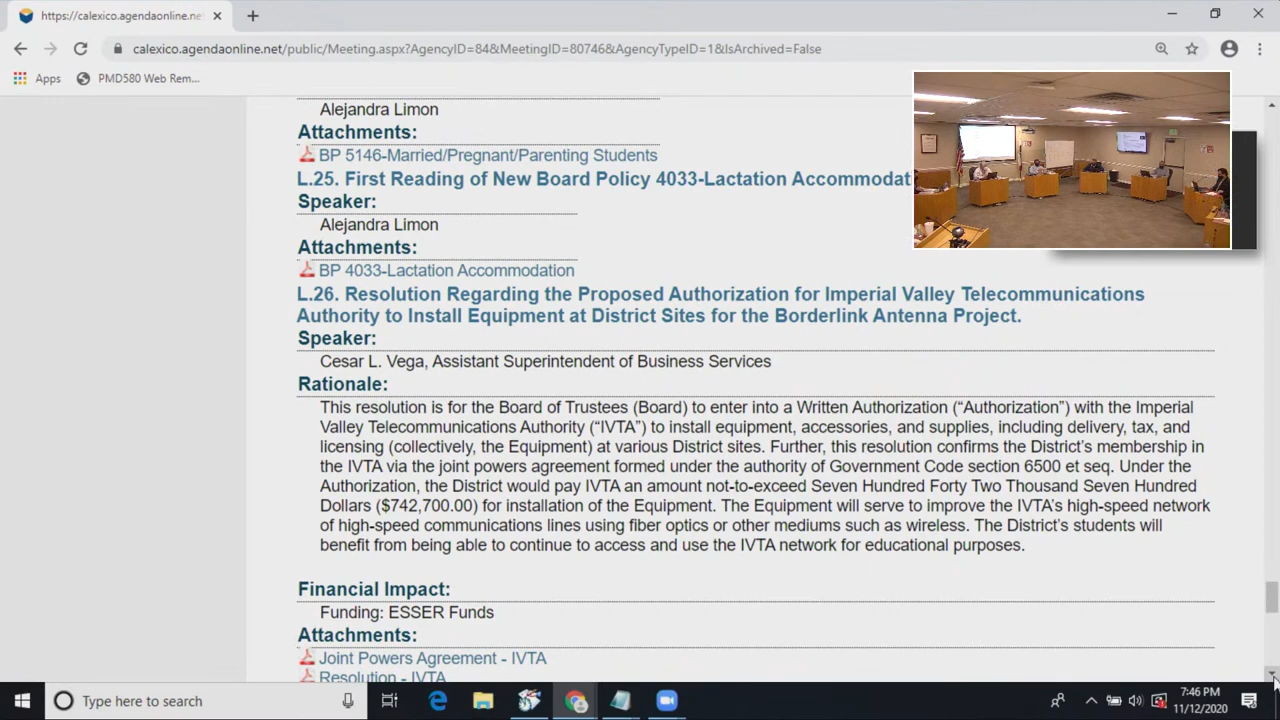 https://calexico.agendaonline.ne
calexico.agendaonline.net/public/Meeting.aspx?AgencyID=84&MeetingID=80746&AgencyTypeID=1&IsArchived=False
Apps
PMD580 Web Rem...
Alejandra Limon
Attachments:
BP 5146-Married/Pregnant/Parenting Students
L.25. First Reading of New Board Policy 4033-Lactation Accommodat
Speaker:
Alejandra Limon
Attachments:
BP 4033-Lactation Accommodation
L.26. Resolution Regarding the Proposed Authorization for Imperial Valley Telecommunications
Authority to Install Equipment at District Sites for the Borderlink Antenna Project.
Speaker:
Cesar L. Vega, Assistant Superintendent of Business Services
Rationale:
This resolution is for the Board of Trustees (Board) to enter into a Written Authorization (“Authorization”) with the Imperial
Valley Telecommunications Authority (“IVTA”) to install equipment, accessories, and supplies, including delivery, tax, and
licensing (collectively, the Equipment) at various District sites. Further, this resolution confirms the District’s membership in
the IVTA via the joint powers agreement formed under the authority of Government Code section 6500 et seq. Under the
Authorization, the District would pay IVTA an amount not-to-exceed Seven Hundred Forty Two Thousand Seven Hundred
Dollars ($742,700.00) for installation of the Equipment. The Equipment will serve to improve the IVTA’s high-speed network
of high-speed communications lines using fiber optics or other mediums such as wireless. The District’s students will
benefit from being able to continue to access and use the IVTA network for educational purposes.
Financial Impact:
Funding: ESSER Funds
Attachments:
Joint Powers Agreement - IVTA
Resolution - IVTA
Type here to search
7:46 PM
11/12/2020